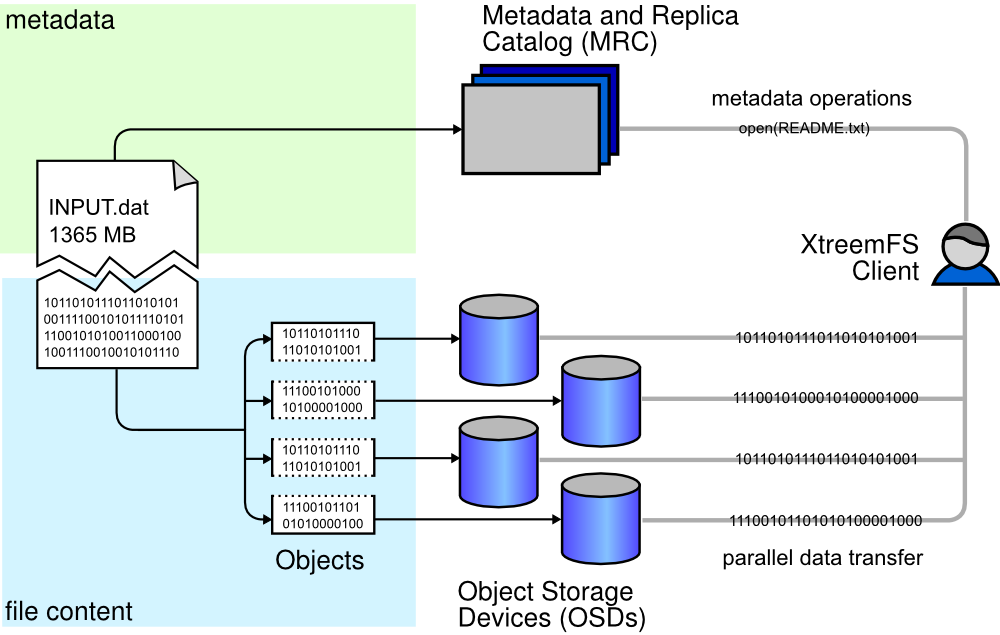 metadata
Metadata and Replica
Catalog (MRC)
metadata operations
open(README.txt)
INPUT.dat
1365 MB
XtreemFS
Client
1011010111011010101
0011110010101110101
1100101010011000100
1001110010010101110
10110101110
11010101001
1011010111011010101001
11100101000
10100001000
1110010100010100001000
10110101110
11010101001
1011010111011010101001
11100101101
01010000100
1110010110101010000​1000
Objects
parallel data transfer
Object Storage
Devices (OSDs)
file content